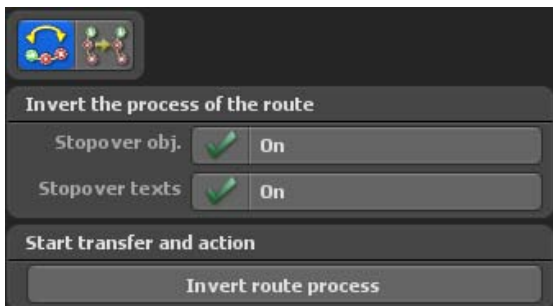 Invert the process of the route
Stopover obj. On
Stopover texts On
Start transfer and action
Invert route process